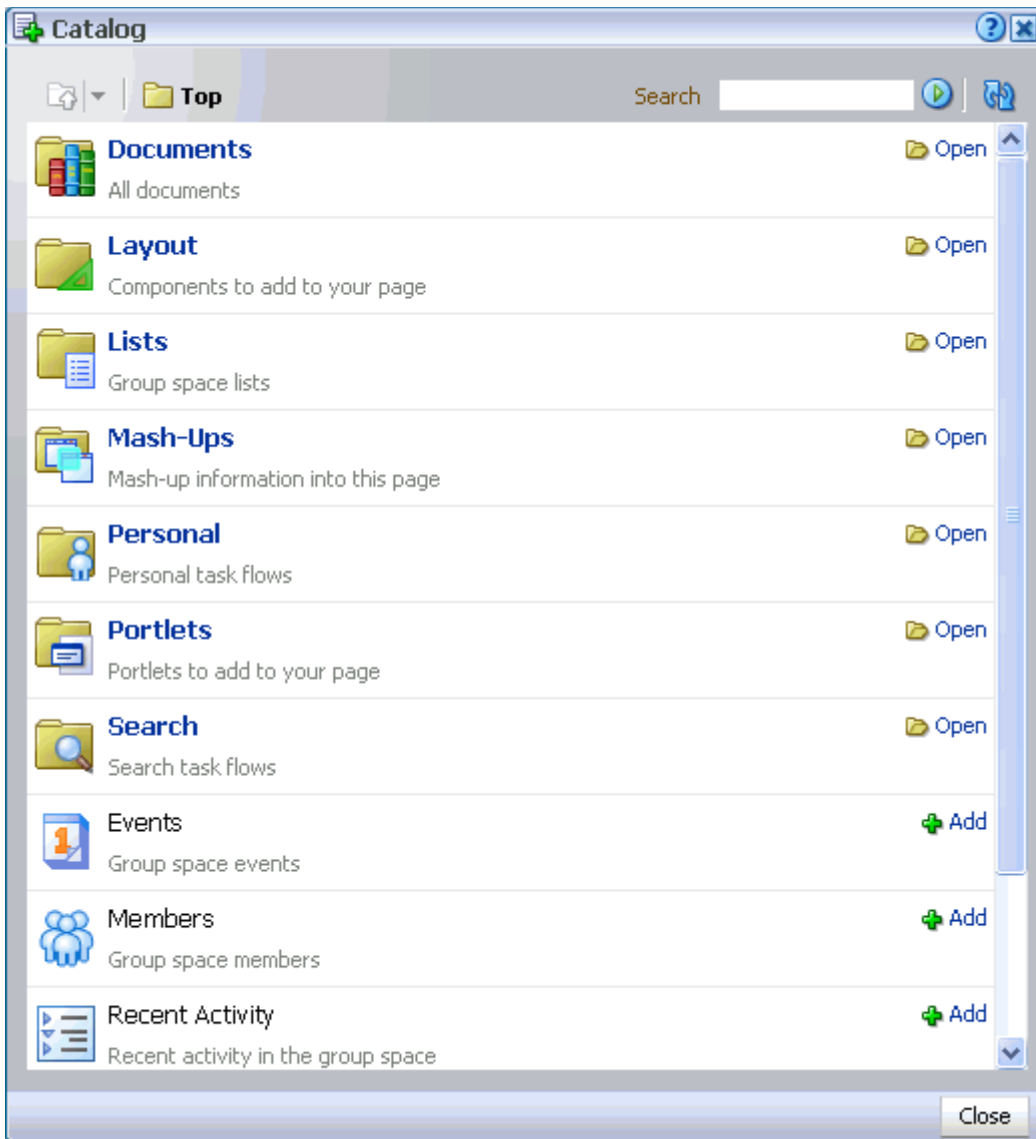 Catalog
Top Search
Documents Open
All documents
Layout Open
Components to add to your page
Lists Open
Group space lists
Mash-Ups Open
Mash-up information into this page
Personal Open
Personal task flows
Portlets Open
Portlets to add to your page
Search Open
Search task flows
Events Add
Group space events
Members Add
Group space members
Recent Activity Add
Recent activity in the group space
Close